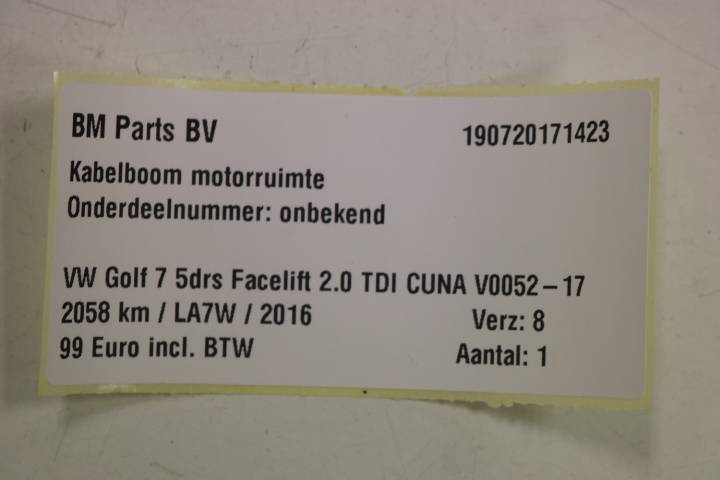 BM Parts BV 190720171423
Kabelboom motorruimte
Onderdeelnummer: onbekend
VW Golf 7 5drs Facelift 2.0 TDI CUNA V0052-17
2058 km / LA7W / 2016 Verz: 8
99 Euro incl. BTW Aantal: 1